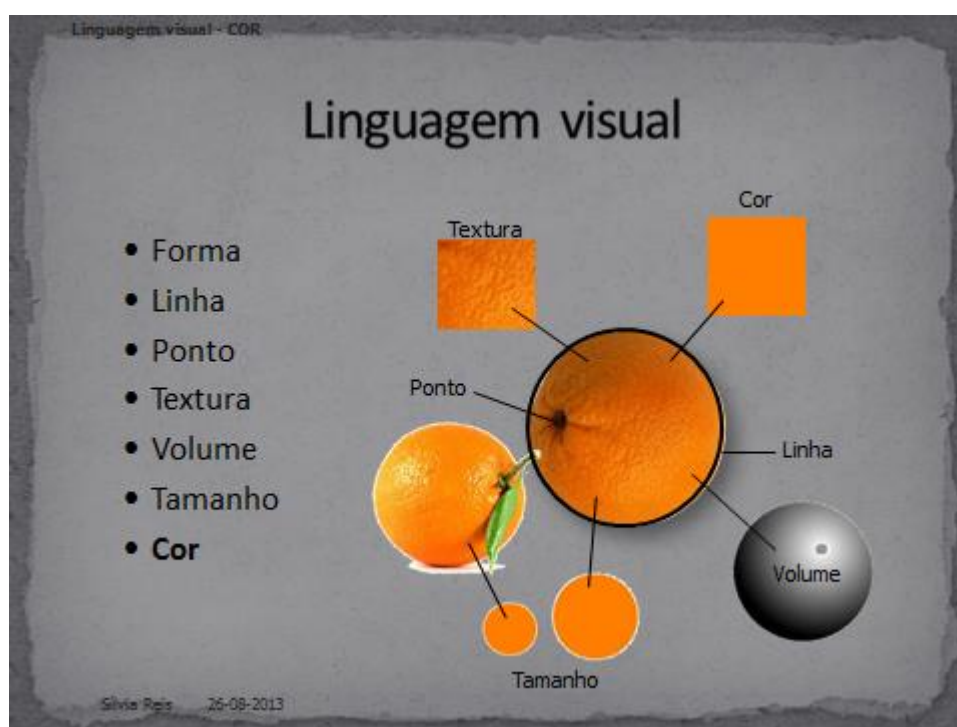 Linguagem visual - COR
Linguagem visual
• Forma
• Linha
• Ponto
• Textura
• Volume
• Tamanho
• Cor
Cor
Textura
Ponto
Linha
Volume
Tamanho
Silvia Reis 26-08-2013